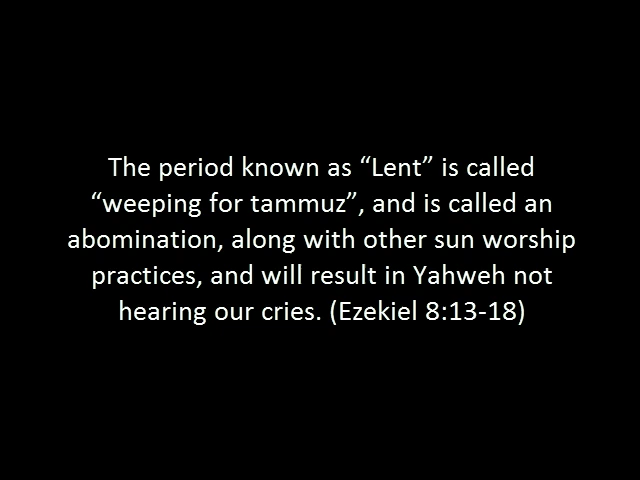 The period known as “Lent” is called
“weeping for tammuz”, and is called an
abomination, along with other sun worship
practices, and will result in Yahweh not
hearing our cries. (Ezekiel 8:13-18)